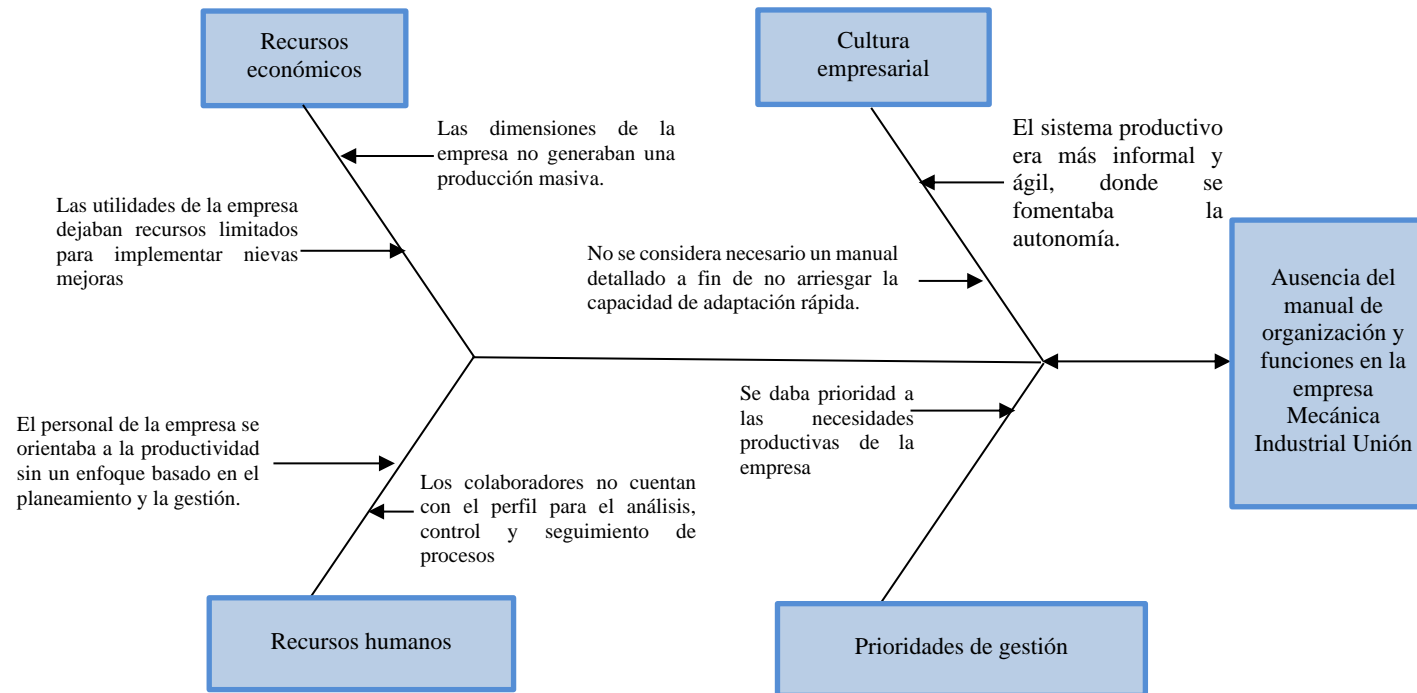 Recursos
económicos
Cultura
empresarial
Las dimensiones de la
empresa no generaban una
producción masiva.
El sistema productivo
era más informal y
ágil, donde se
fomentaba la
autonomía.
Las utilidades de la empresa
dejaban recursos limitados
para implementar nievas
mejoras
No se considera necesario un manual
detallado a fin de no arriesgar la
capacidad de adaptación rápida.
Ausencia del
manual de
organización y
funciones en la
empresa
Mecánica
Industrial Unión
El personal de la empresa se
orientaba a la productividad
sin un enfoque basado en el
planeamiento y la gestión.
Se daba prioridad a
las necesidades
productivas de la
empresa
Los colaboradores no cuentan
con el perfil para el análisis,
control y seguimiento de
procesos
Recursos humanos
Prioridades de gestión